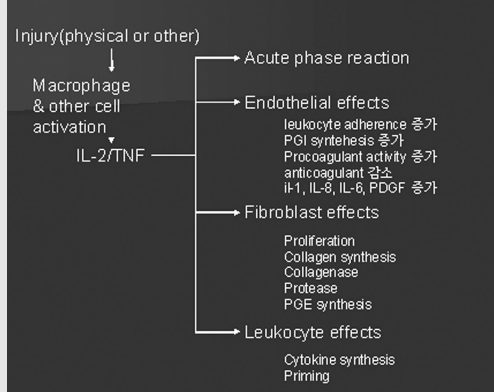 Injury(physical or other)
Macrophage
& other cell
activation
IL-2/TNF
Acute phase reaction
Endothelial effects
leukocyte adherence 증가
PGI syntehesis 증가
Procoagulant activity 증가
anticoagulant 감소
il-1, IL-8, IL-6, PDGF 증가
Fibroblast effects
Proliferation
Collagen synthesis
Collagenase
Protease
PGE synthesis
Leukocyte effects
Cytokine synthesis
Priming